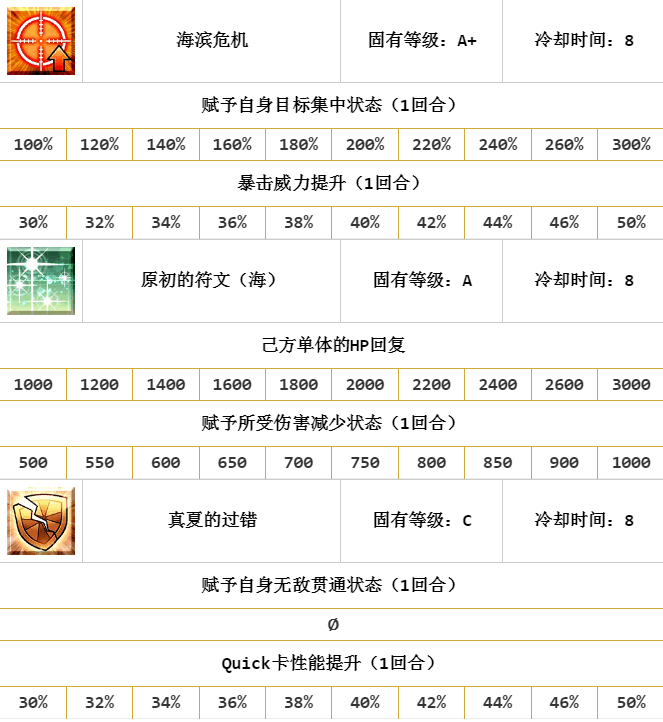 海滨危机 固有等级：A+ 冷却时间：8
赋予自身目标集中状态（1回合）
100% 120% 140% 160% 180% 200% 220% 240% 260% 300%
暴击威力提升（1回合）
30% 32% 34% 36% 38% 40% 42% 44% 46% 50%
原初的符文（海） 固有等级：A 冷却时间：8
己方单体的HP回复
1000 1200 1400 1600 1800 2000 2200 2400 2600 3000
赋予所受伤害减少状态（1回合）
500 550 600 650 700 750 800 850 900 1000
真夏的过错 固有等级：C 冷却时间：8
赋予自身无敌贯通状态（1回合）
Ø
Quick卡性能提升（1回合）
30% 32% 34% 36% 38% 40% 42% 44% 46% 50%